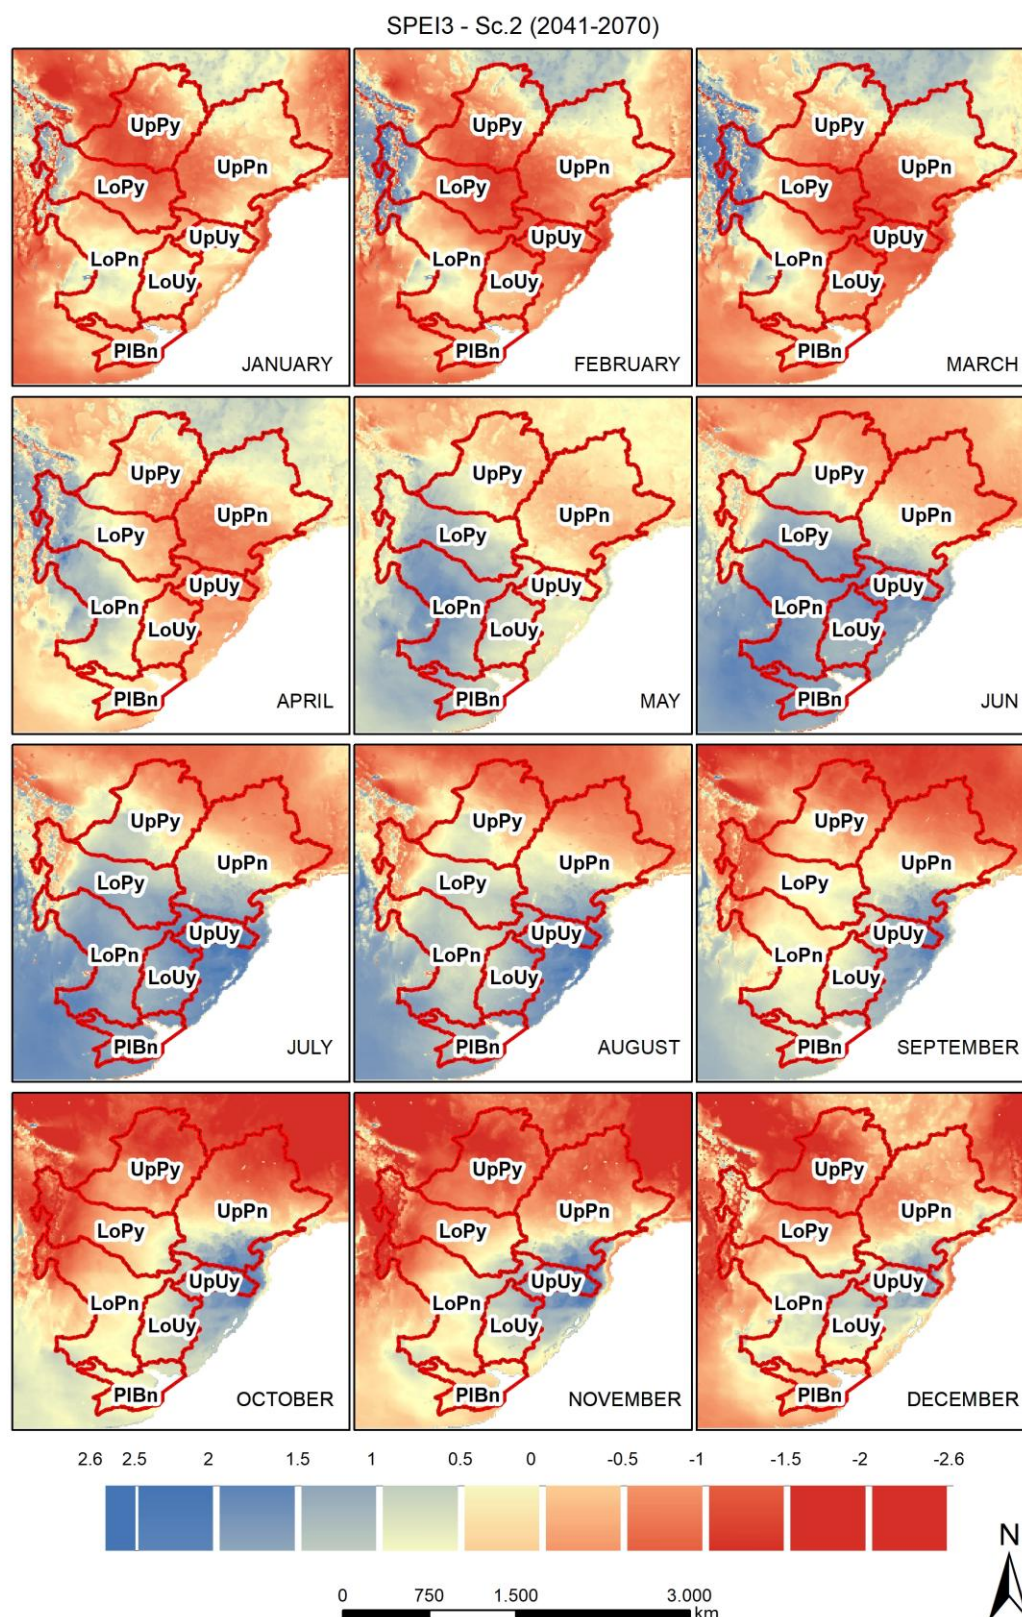 SPEI3 - Sc.2 (2041-2070)
UpPy
UpPn
LoPy
UpUy
LoPn
LoUy
PlBn
JANUARY
UpPy
UpPn
LoPy
UpUy
LoPn
LoUy
PlBn
FEBRUARY
UpPy
UpPn
LoPy
UpUy
LoPn
LoUy
PlBn
MARCH
UpPy
UpPn
LoPy
UpUy
LoPn
LoUy
PlBn
APRIL
UpPy
UpPn
LoPy
UpUy
LoPn
LoUy
PlBn
MAY
UpPy
UpPn
LoPy
UpUy
LoPn
LoUy
PlBn
JUN
UpPy
UpPn
LoPy
UpUy
LoPn
LoUy
PlBn
JULY
UpPy
UpPn
LoPy
UpUy
LoPn
LoUy
PlBn
AUGUST
UpPy
UpPn
LoPy
UpUy
LoPn
LoUy
PlBn
SEPTEMBER
UpPy
UpPn
LoPy
UpUy
LoPn
LoUy
PlBn
OCTOBER
UpPy
UpPn
LoPy
UpUy
LoPn
LoUy
PlBn
NOVEMBER
UpPy
UpPn
LoPy
UpUy
LoPn
LoUy
PlBn
DECEMBER
2.6 2.5 2 1.5 1 0.5 0 -0.5 -1 -1.5 -2 -2.6
N
0 750 1.500 3.000
km